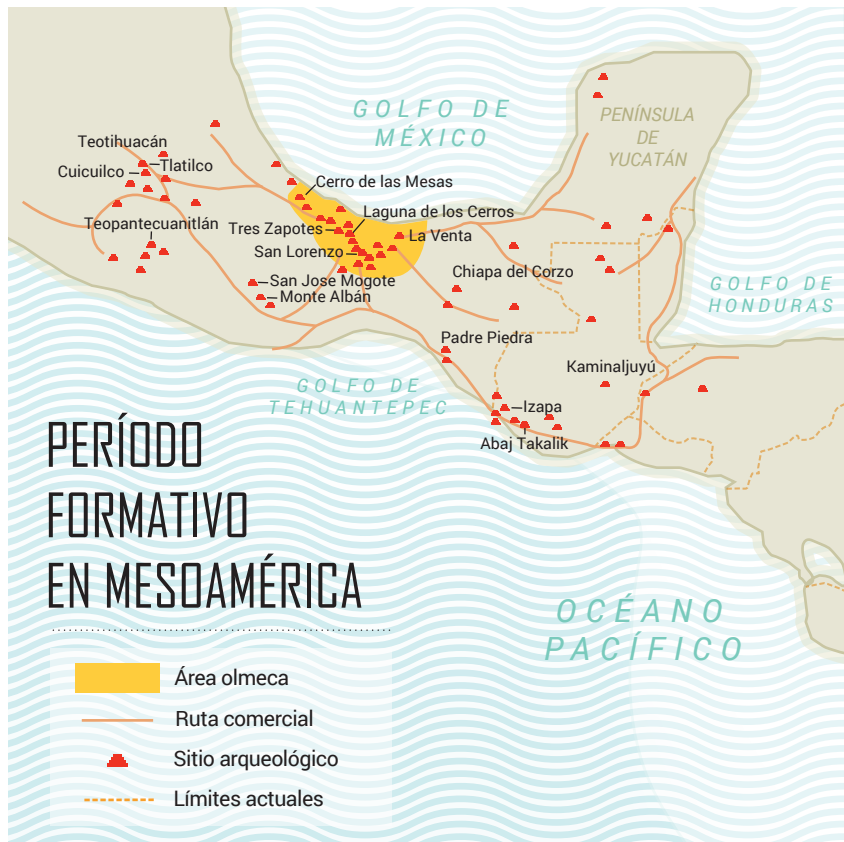 GOLFO DE
MÉXICO
PENÍNSULA
DE
YUCATÁN
Teotihuacán
Tlatilco
Cuicuilco
Cerro de las Mesas
Teopantecuanitlán
Laguna de los Cerros
Tres Zapotes
La Venta
San Lorenzo
Chiapa del Corzo
San Jose Mogote
Monte Albán
GOLFO DE
HONDURAS
Padre Piedra
Kaminaljuyú
GOLFO DE
TEHUANTEPEC
Izapa
Abaj Takalik
PERÍODO
FORMATIVO
EN MESOAMÉRICA
OCÉANO
PACÍFICO
Área olmeca
Ruta comercial
Sitio arqueológico
Límites actuales